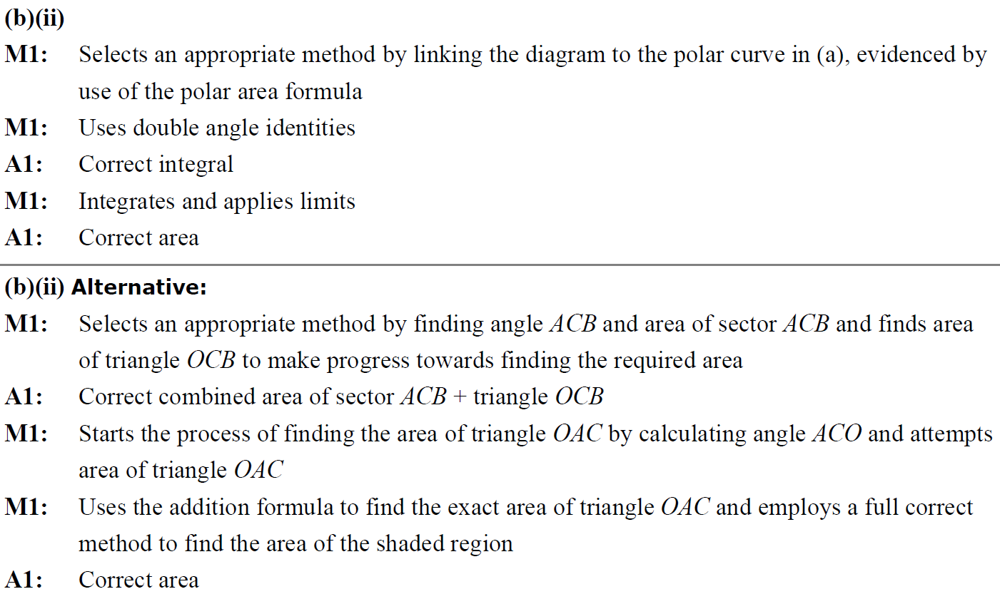 (b)(ii)
M1: Selects an appropriate method by linking the diagram to the polar curve in (a), evidenced by
use of the polar area formula
M1: Uses double angle identities
A1: Correct integral
M1: Integrates and applies limits
A1: Correct area
(b)(ii) Alternative:
M1: Selects an appropriate method by finding angle ACB and area of sector ACB and finds area
of triangle OCB to make progress towards finding the required area
A1: Correct combined area of sector ACB + triangle OCB
M1: Starts the process of finding the area of triangle OAC by calculating angle ACO and attempts
area of triangle OAC
M1: Uses the addition formula to find the exact area of triangle OAC and employs a full correct
method to find the area of the shaded region
A1: Correct area